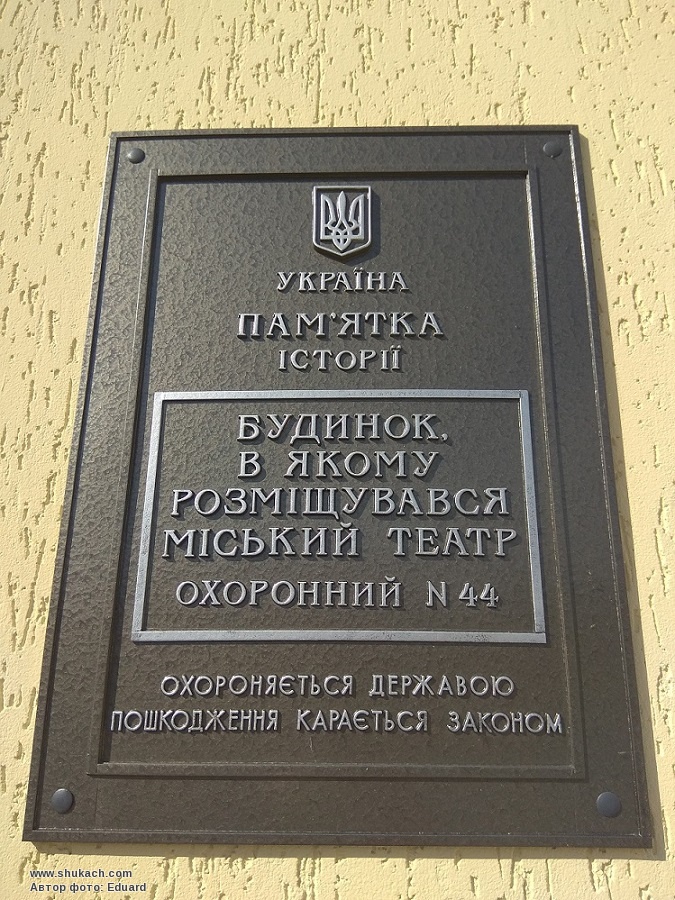 УКРАЇНА
ПАМ'ЯТКА
ІСТОРІЇ
БУДИНОК,
В ЯКОМУ
РОЗМІЩУВАВСЯ
МІСЬКИЙ ТЕАТР
ОХОРОННИЙ N 44
ОХОРОНЯЄТЬСЯ ДЕРЖАВОЮ
ПОШКОДЖЕННЯ КАРАЄТЬСЯ ЗАКОНОМ
www.shukach.com
Автор фото: Eduard